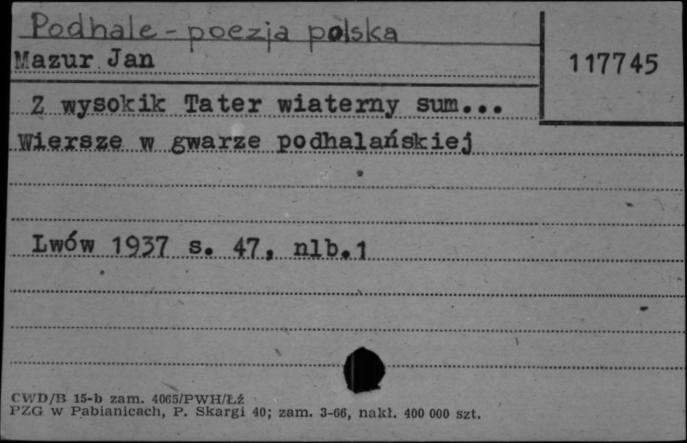 Podhale - poezja polska
Mazur Jan
117745
Z wysokik Tater wiaterny sum...
Wiersze w gwarze podhalańskiej
Lwów 1937 s. 47, nlb.1
CWD/B 15-b zam. 4065/PWH/Łź
PZG w Pabianicach, P. Skargi 40; zam. 3-66, nakł. 400 000 szt.